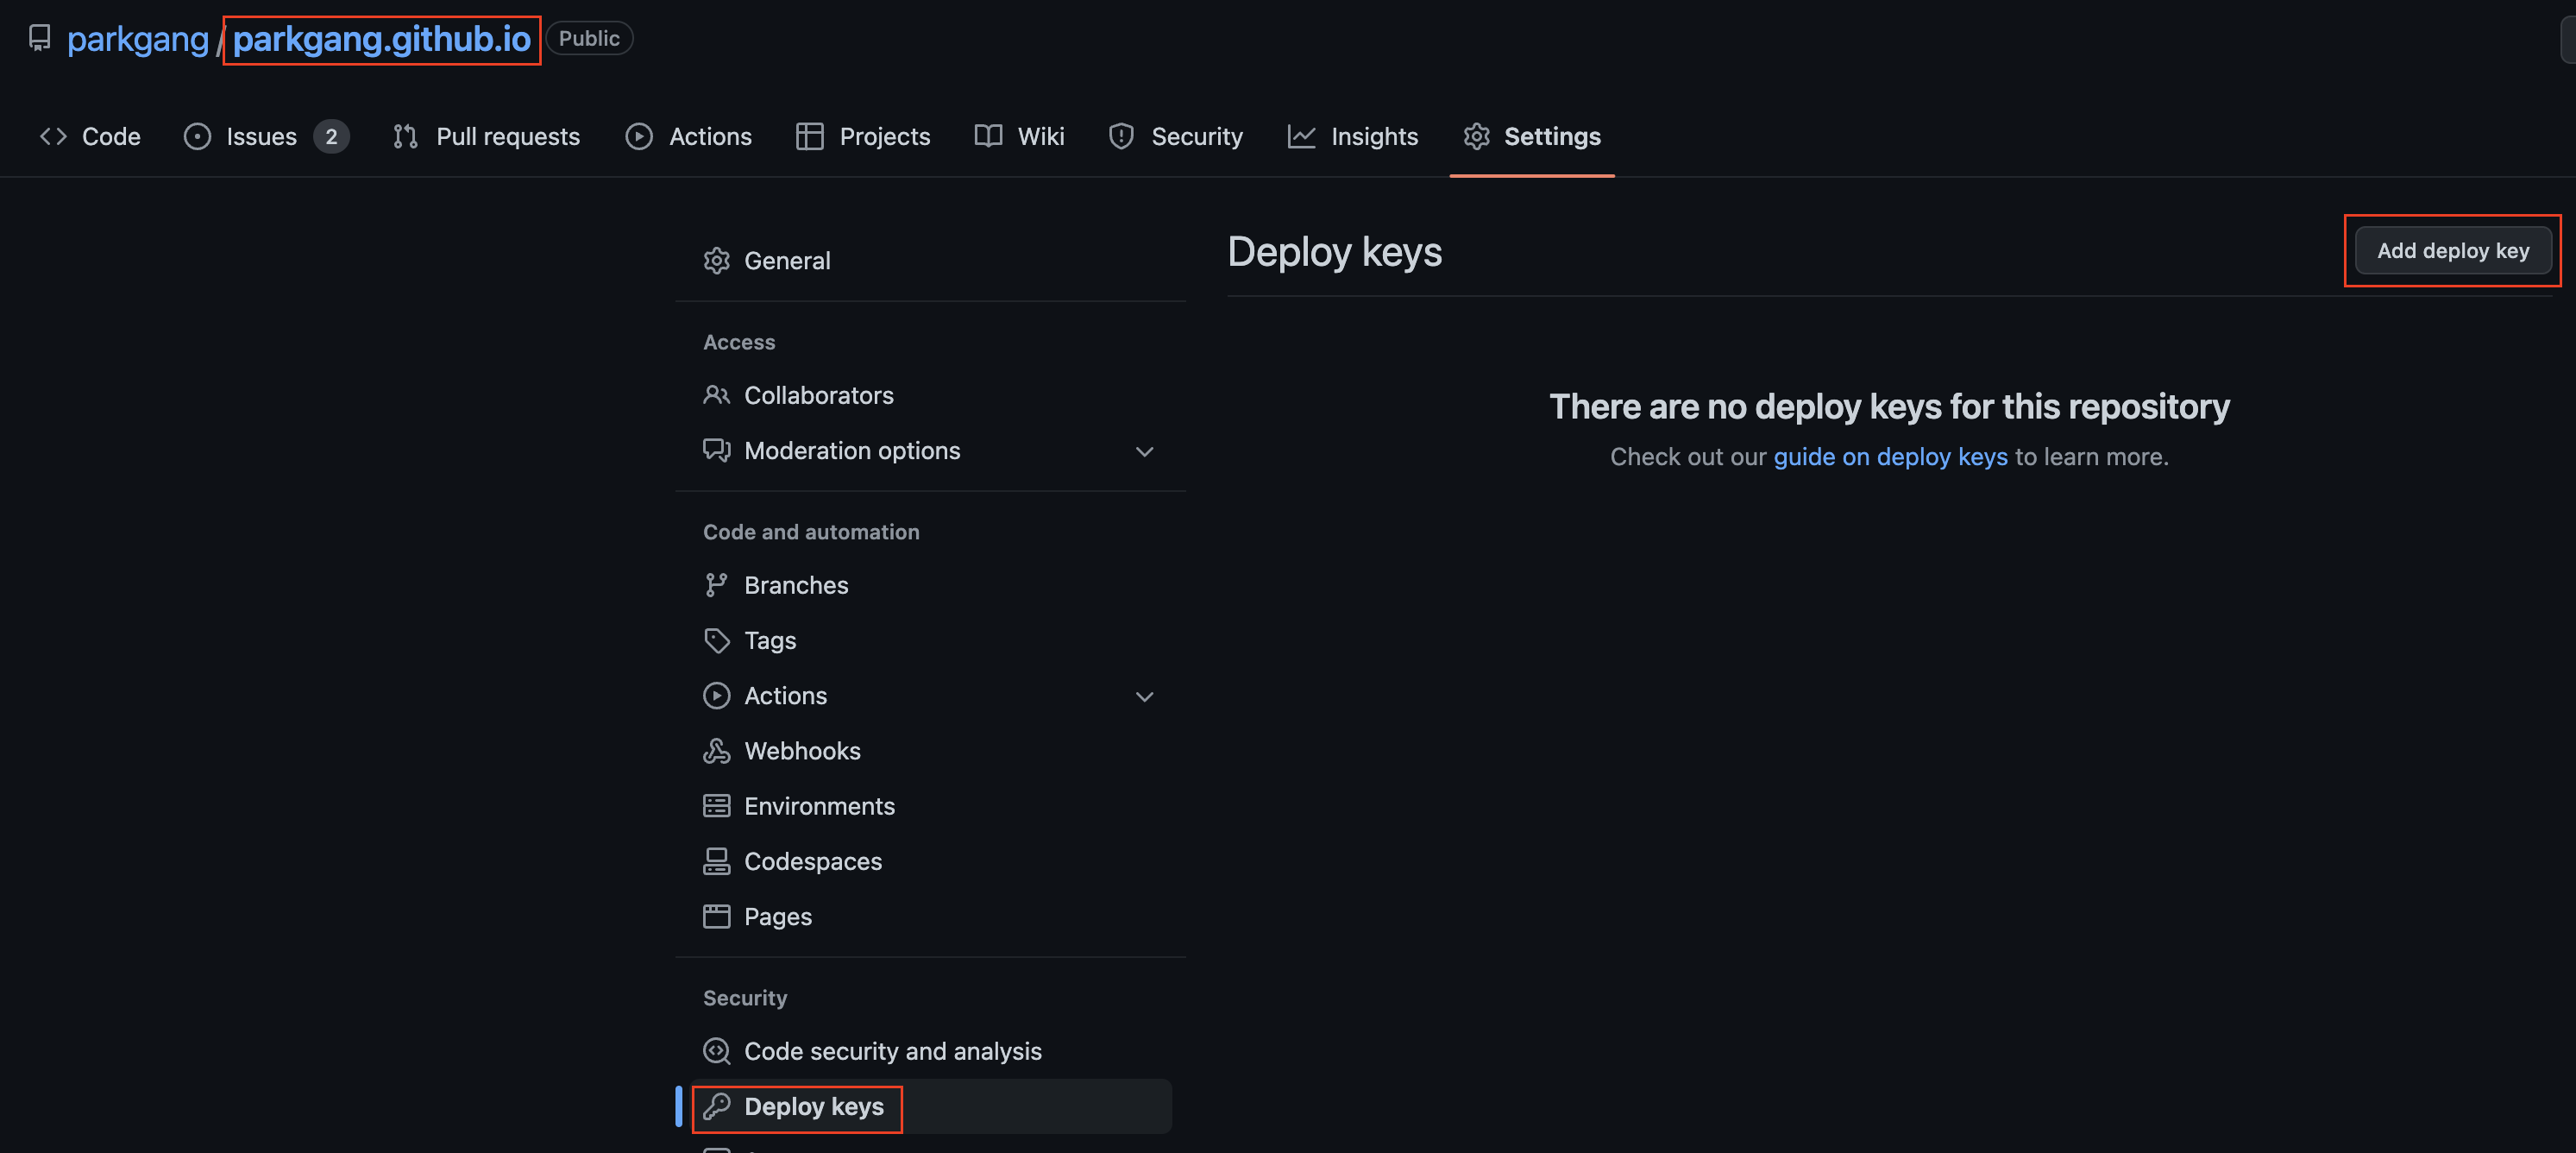 parkgang / parkgang.github.io Public
Code Issues 2 Pull requests Actions Projects Wiki Security Insights Settings
General
Access
Collaborators
Moderation options
Code and automation
Branches
Tags
Actions
Webhooks
Environments
Codespaces
Pages
Security
Code security and analysis
Deploy keys
Deploy keys
Add deploy key
There are no deploy keys for this repository
Check out our guide on deploy keys to learn more.